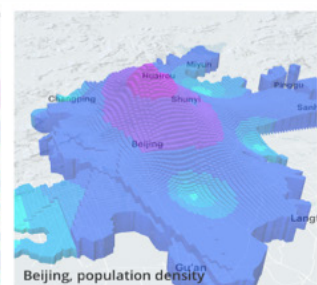 Miyun
Huairou
Pinggu
Changping
Shunyi
Beijing
Gu'an
Beijing, population density